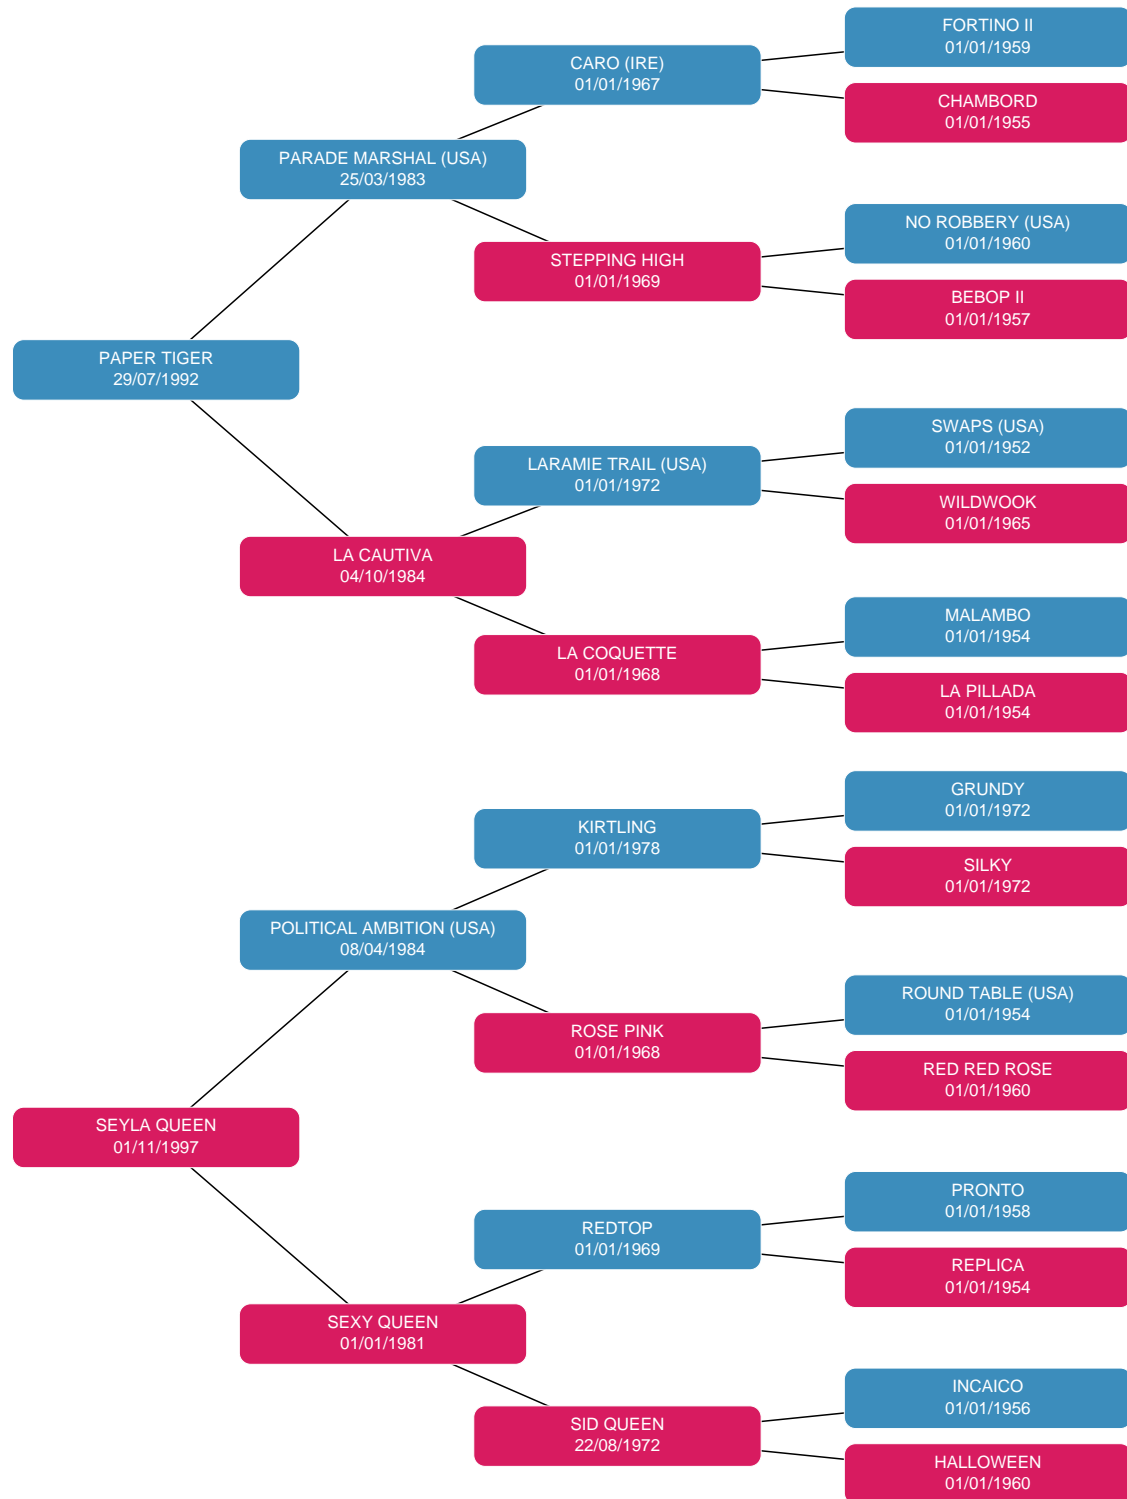 FORTINO II
01/01/1959
CARO (IRE)
01/01/1967
CHAMBORD
01/01/1955
PARADE MARSHAL (USA)
25/03/1983
NO ROBBERY (USA)
01/01/1960
STEPPING HIGH
01/01/1969
BEBOP II
01/01/1957
PAPER TIGER
29/07/1992
SWAPS (USA)
01/01/1952
LARAMIE TRAIL (USA)
01/01/1972
WILDWOOK
01/01/1965
LA CAUTIVA
04/10/1984
MALAMBO
01/01/1954
LA COQUETTE
01/01/1968
LA PILLADA
01/01/1954
GRUNDY
01/01/1972
KIRTLING
01/01/1978
SILKY
01/01/1972
POLITICAL AMBITION (USA)
08/04/1984
ROUND TABLE (USA)
01/01/1954
ROSE PINK
01/01/1968
RED RED ROSE
01/01/1960
SEYLA QUEEN
01/11/1997
PRONTO
01/01/1958
REDTOP
01/01/1969
REPLICA
01/01/1954
SEXY QUEEN
01/01/1981
INCAICO
01/01/1956
SID QUEEN
22/08/1972
HALLOWEEN
01/01/1960